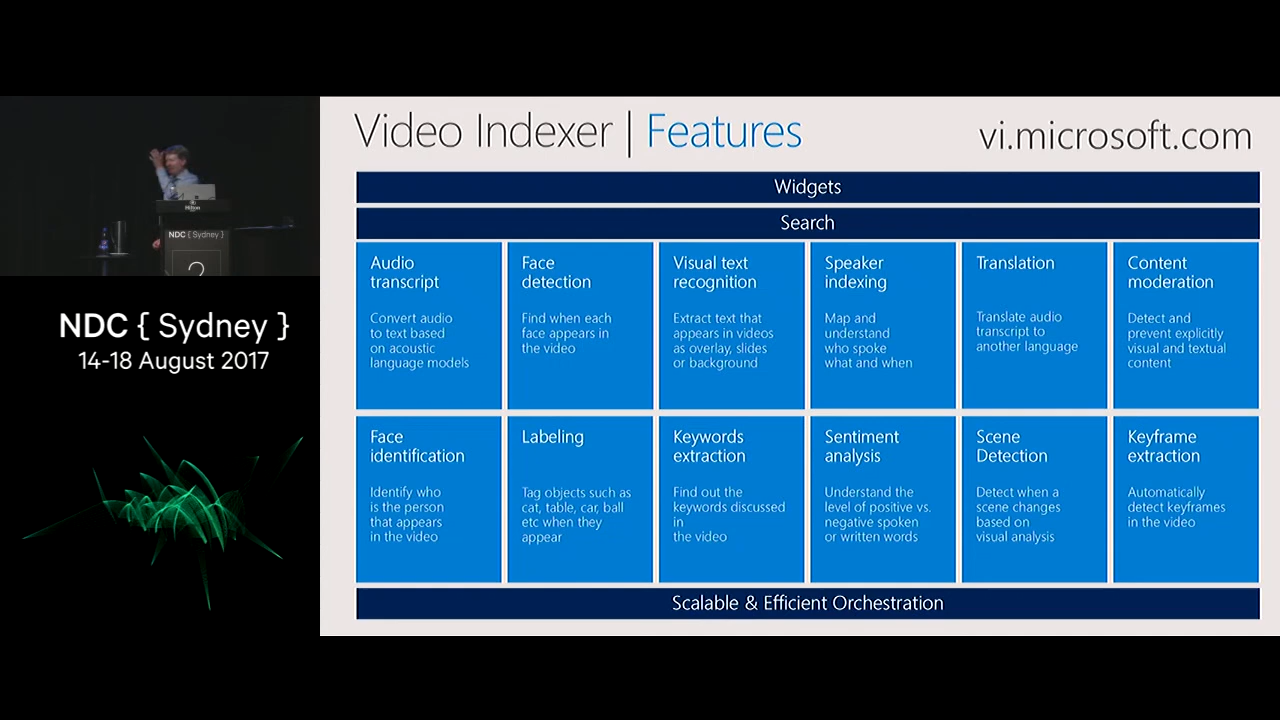 Video Indexer | Features
vi.microsoft.com
Widgets
Search
Audio
transcript
Convert audio
to text based
on acoustic
language models
Face
detection
Find when each
face appears in
the video
Visual text
recognition
Extract text that
appears in videos
as overlay, slides
or background
Speaker
indexing
Map and
understand
who spoke
what and when
Translation
Translate audio
transcript to
another language
Content
moderation
Detect and
prevent explicitly
visual and textual
content
Face
identification
Identify who
is the person
that appears
in the video
Labeling
Tag objects such as
cat, table, car, ball
etc when they
appear
Keywords
extraction
Find out the
keywords discussed
in
the video
Sentiment
analysis
Understand the
level of positive vs.
negative spoken
or written words
Scene
Detection
Detect when a
scene changes
based on
visual analysis
Keyframe
extraction
Automatically
detect keyframes
in the video
Scalable & Efficient Orchestration
Hilton
NDC { Sydney }
2
NDC { Sydney }
14-18 August 2017